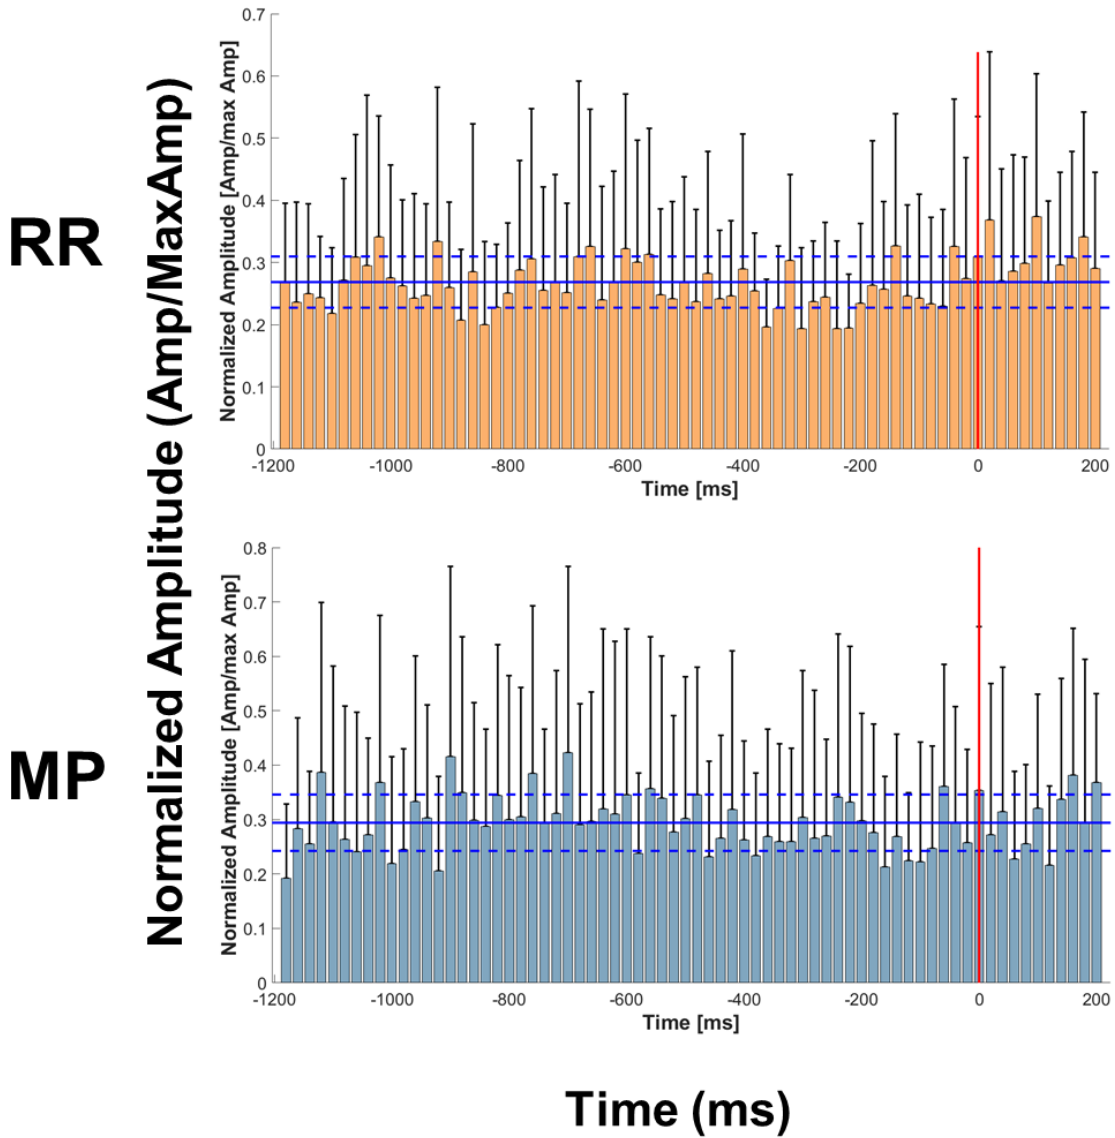 Normalized Amplitude (Amp/MaxAmp)
RR
Normalized Amplitude [Amp/max Amp]
0.7
0.6
0.5
0.4
0.3
0.2
0.1
0
-1200 -1000 -800 -600 -400 -200 0 200
Time [ms]
MP
Normalized Amplitude [Amp/max Amp]
0.8
0.7
0.6
0.5
0.4
0.3
0.2
0.1
0
-1200 -1000 -800 -600 -400 -200 0 200
Time [ms]
Time (ms)